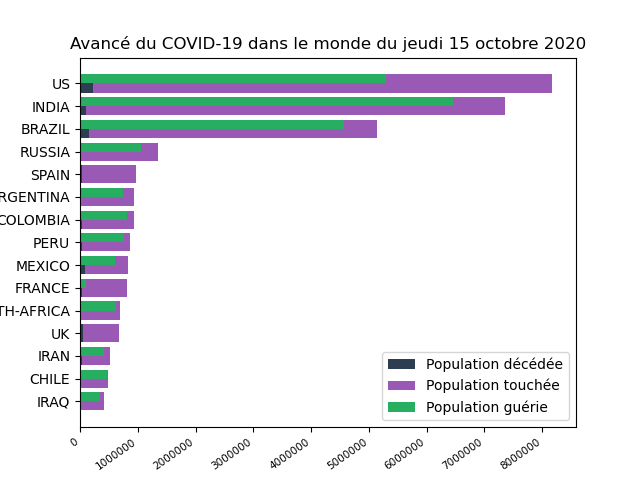 Avancé du COVID-19 dans le monde du jeudi 15 octobre 2020
US
INDIA
BRAZIL
RUSSIA
SPAIN
RGENTINA
COLOMBIA
PERU
MEXICO
FRANCE
TH-AFRICA
UK
IRAN
CHILE
IRAQ
Population décédée
Population touchée
Population guérie
0 1000000 2000000 3000000 4000000 5000000 6000000 7000000 8000000